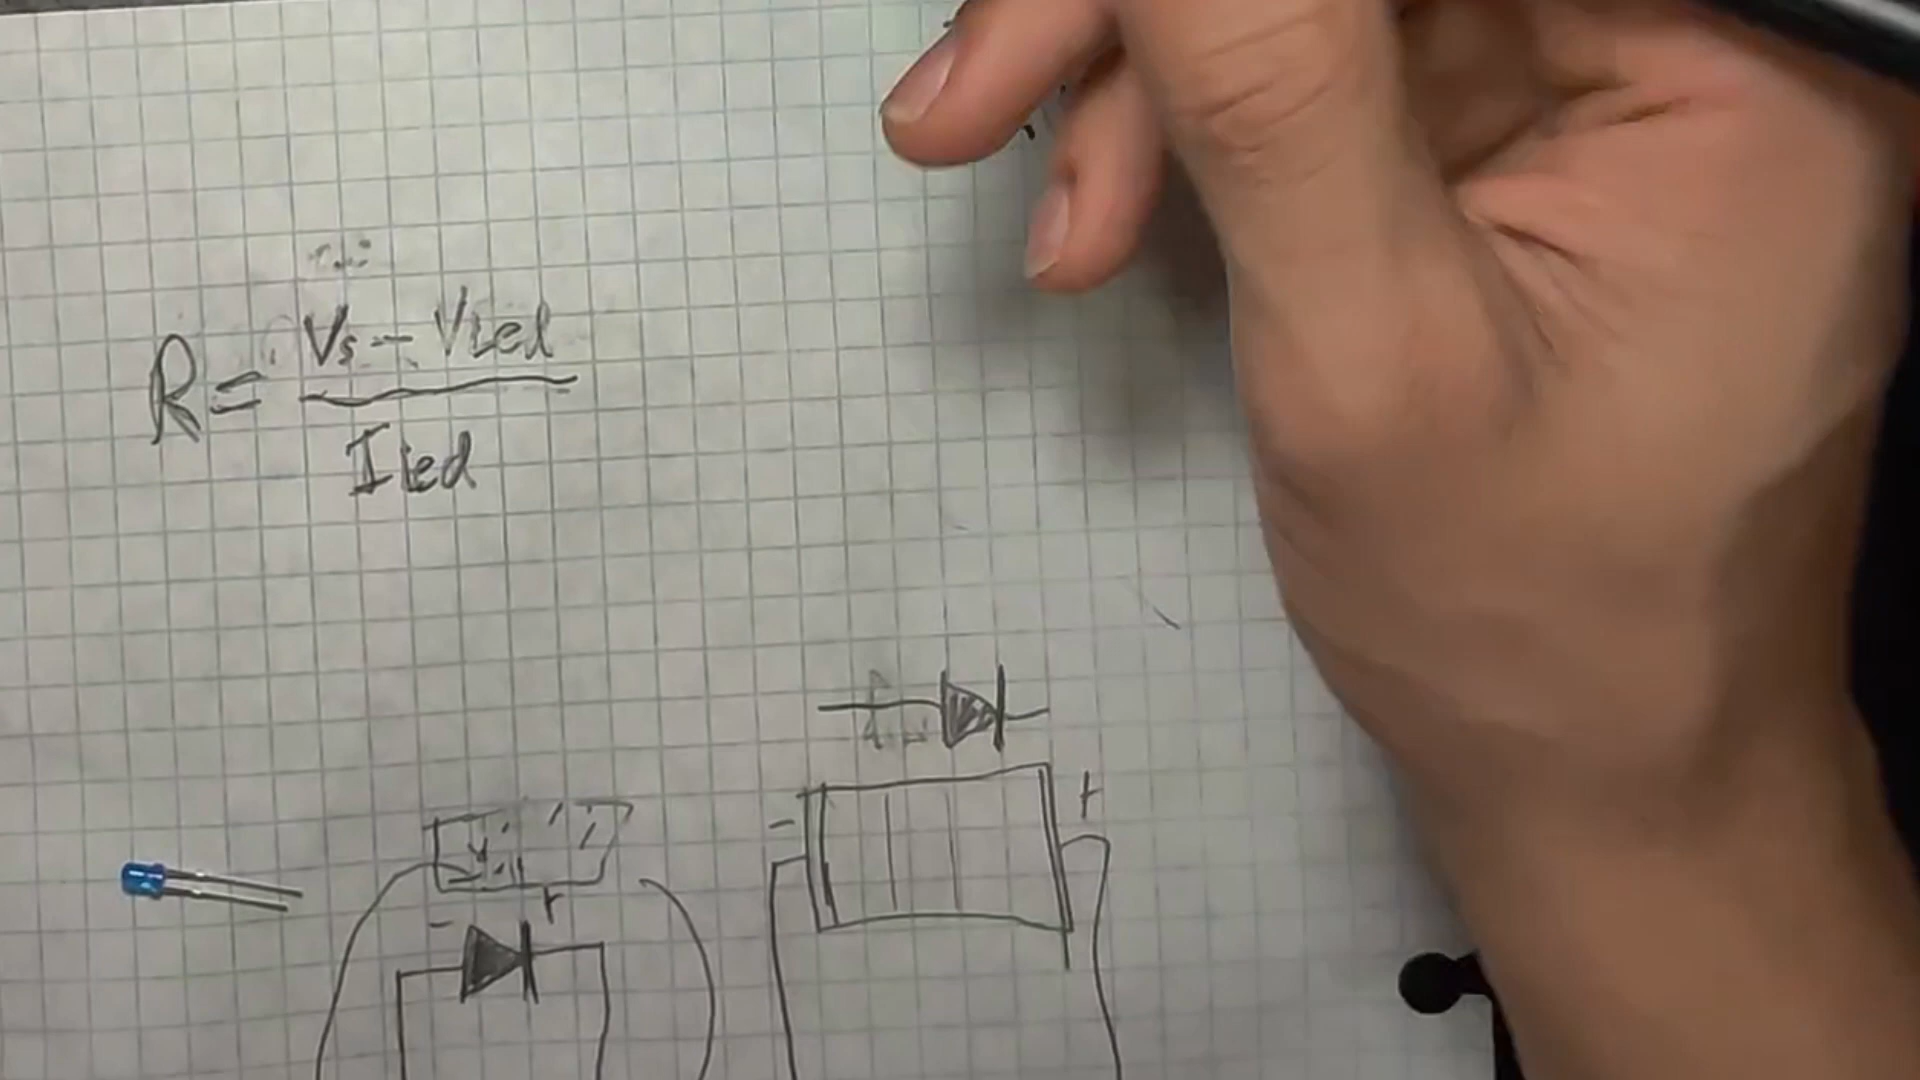 R = Vs - VLed
ILed
- +
- +